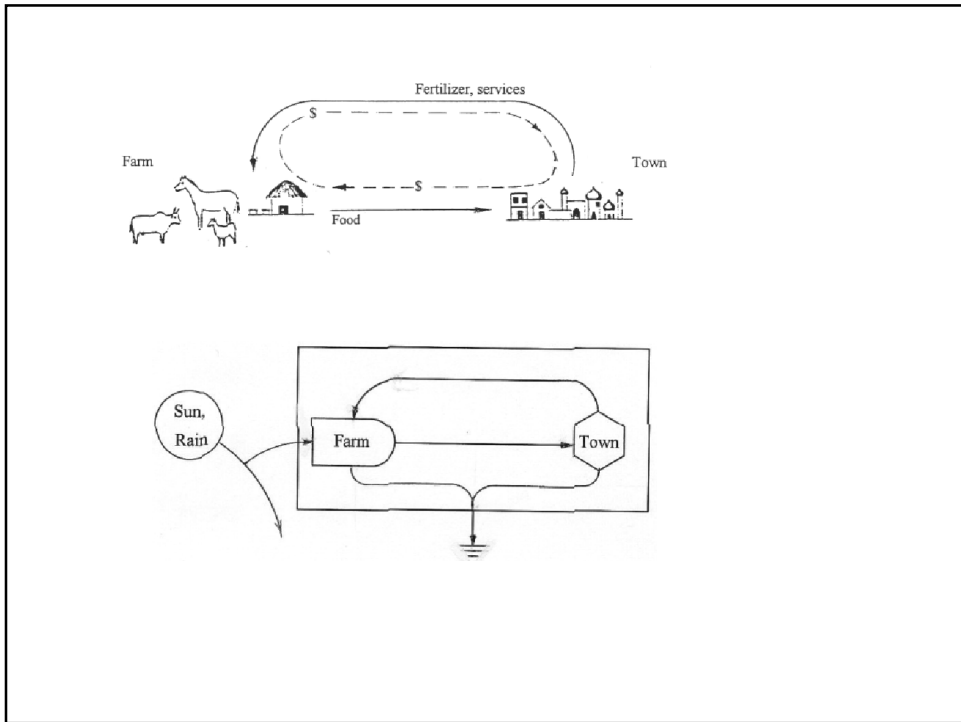 Fertilizer, services
$
Farm
Town
$
Food
Sun,
Rain
Farm
Town